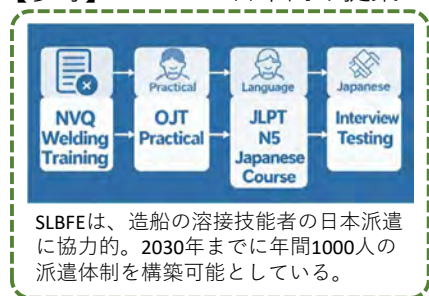 Practical
Language
Japanese
NVQ
Welding
Training
OJT
Practical
JLPT
N5
Japanese
Course
Interview
Testing
SLBFEは、造船の溶接技能者の日本派遣
に協力的。2030年までに年間1000人の
派遣体制を構築可能としている。